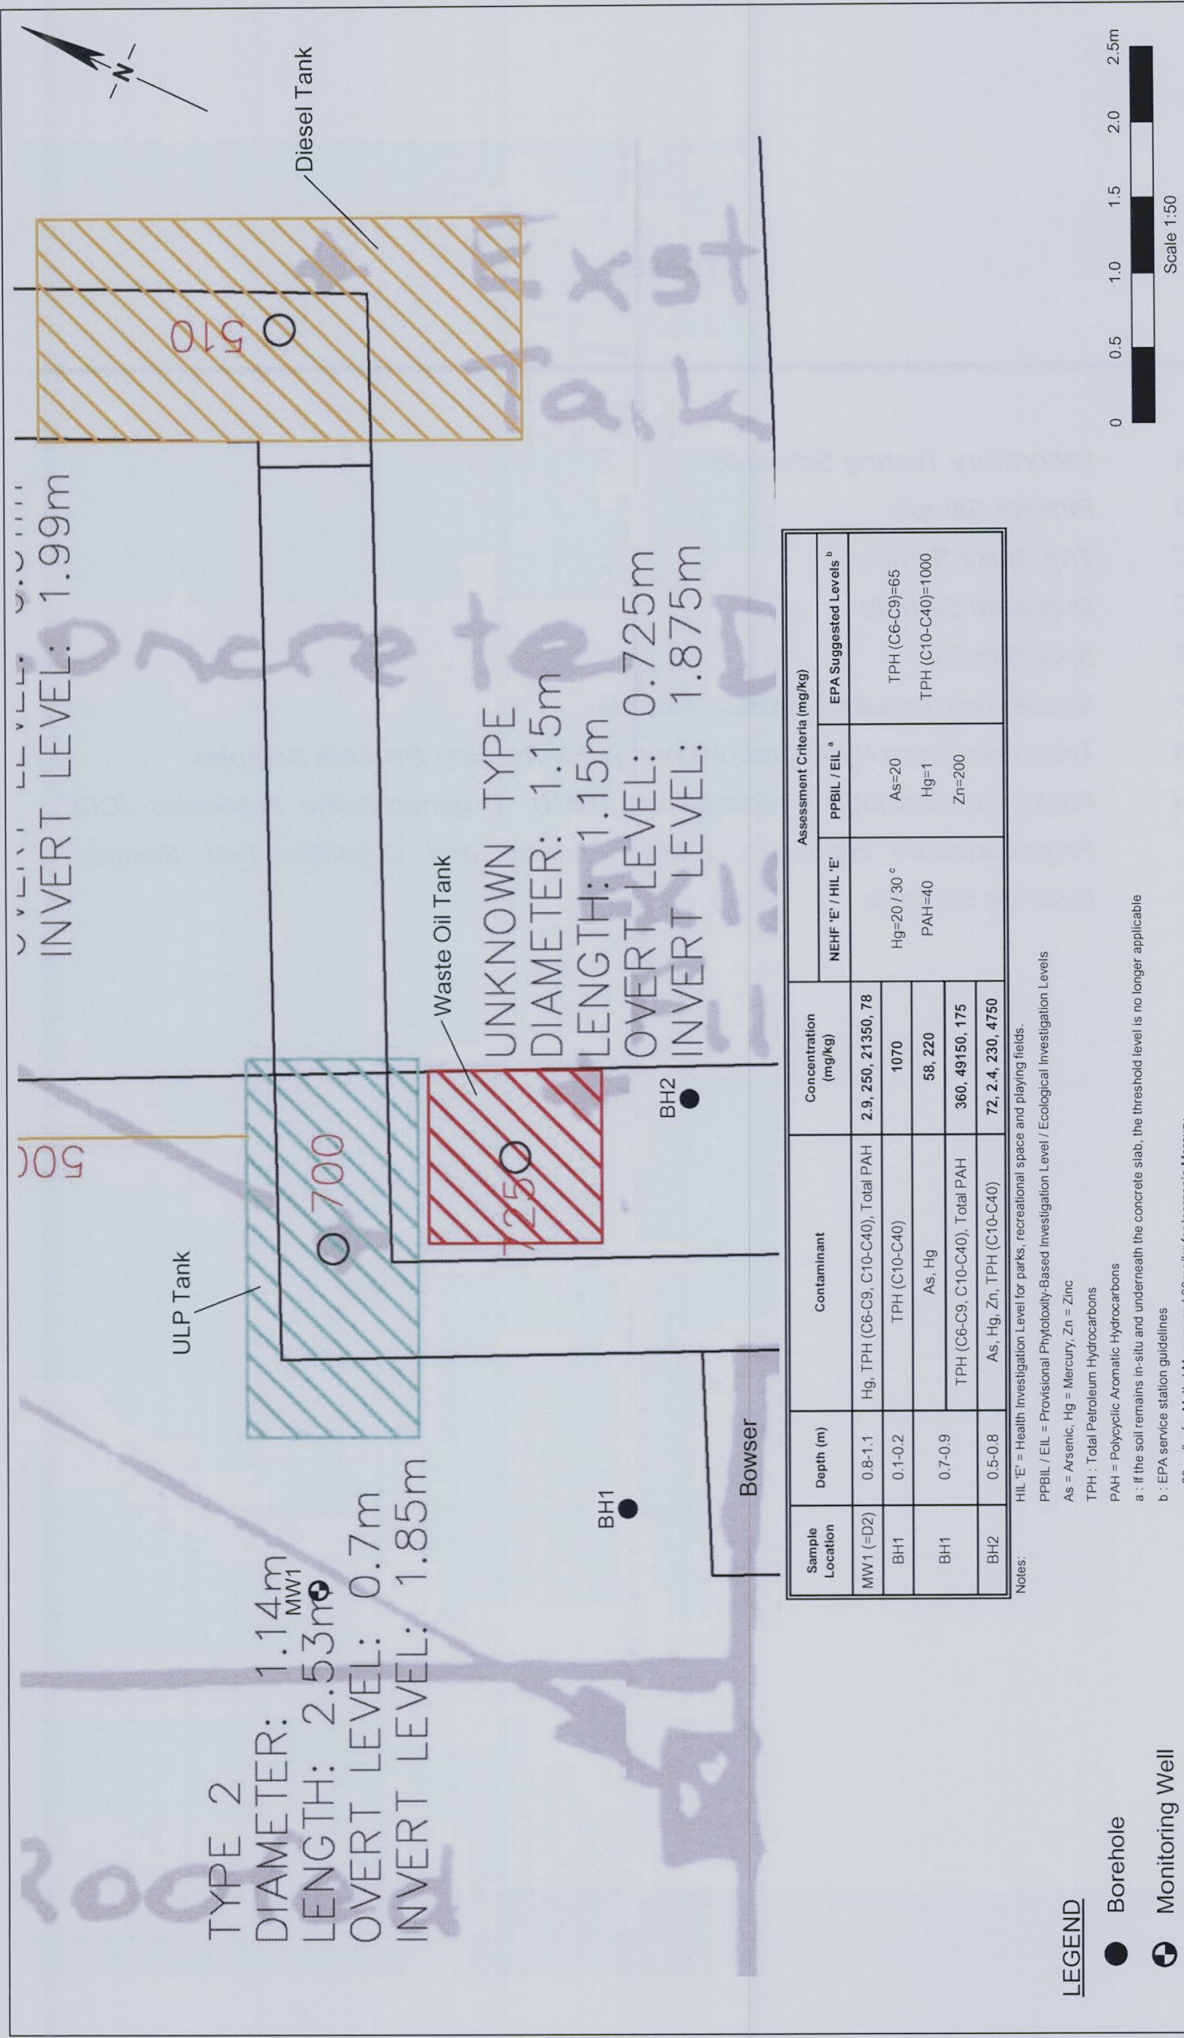 INVERT LEVEL: 1.99m
Diesel Tank
510
500
ULP Tank
700
TYPE 2
DIAMETER: 1.14m
LENGTH: 2.53m
OVERT LEVEL: 0.7m
INVERT LEVEL: 1.85m
MW1
Waste Oil Tank
UNKNOWN TYPE
DIAMETER: 1.15m
LENGTH: 1.5m
OVERT LEVEL: 0.725m
INVERT LEVEL: 1.875m
BH1
BH2
Bowser
Sample Location Depth (m) Contaminant Concentration (mg/kg) Assessment Criteria (mg/kg)
NEHF 'E' / HIL 'E' PPBIL / EIL a EPA Suggested Levels b
MW1 (=D2) 0.8-1.1 Hg, TPH (C6-C9, C10-C40), Total PAH 2.9, 250, 21350, 78
BH1 0.1-0.2 TPH (C10-C40) 1070
BH1 0.7-0.9 As, Hg 58, 220
TPH (C6-C9, C10-C40), Total PAH 360, 49150, 175
BH2 0.5-0.8 As, Hg, Zn, TPH (C10-C40) 72, 2.4, 230, 4750
Hg=20 / 30 c As=20 TPH (C6-C9)=65
PAH=40 Hg=1 TPH (C10-C40)=1000
Zn=200
Notes: HIL 'E' = Health Investigation Level for parks, recreational space and playing fields.
PPBIL / EIL = Provisional Phytotoxity-Based Investigation Level / Ecological Investigation Levels
As = Arsenic, Hg = Mercury, Zn = Zinc
TPH : Total Petroleum Hydrocarbons
PAH = Polycyclic Aromatic Hydrocarbons
a : If the soil remains in-situ and underneath the concrete slab, the threshold level is no longer applicable
b : EPA service station guidelines
LEGEND
Borehole
Monitoring Well
0 0.5 1.0 1.5 2.0 2.5m
Scale 1:50
N